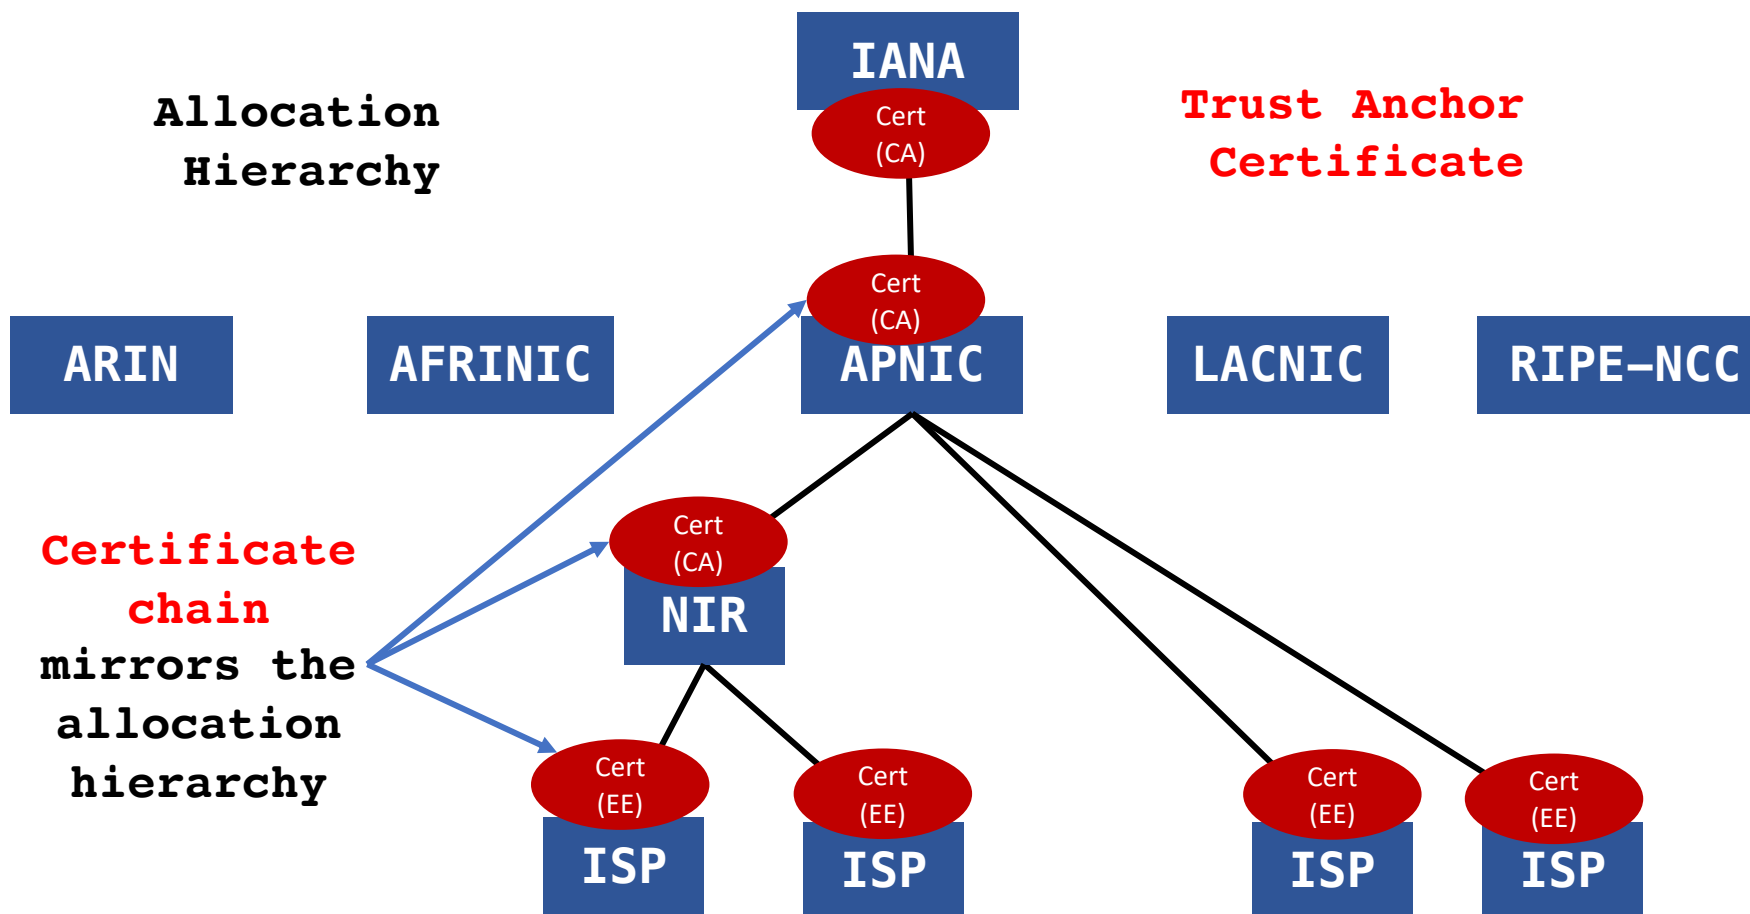 IANA
Cert
(CA)
Allocation
Hierarchy
Trust Anchor
Certificate
Cert
(CA)
ARIN
AFRINIC
APNIC
LACNIC
RIPE–NCC
Certificate
chain
mirrors the
allocation
hierarchy
Cert
(CA)
NIR
Cert
(EE)
ISP
Cert
(EE)
ISP
Cert
(EE)
ISP
Cert
(EE)
ISP